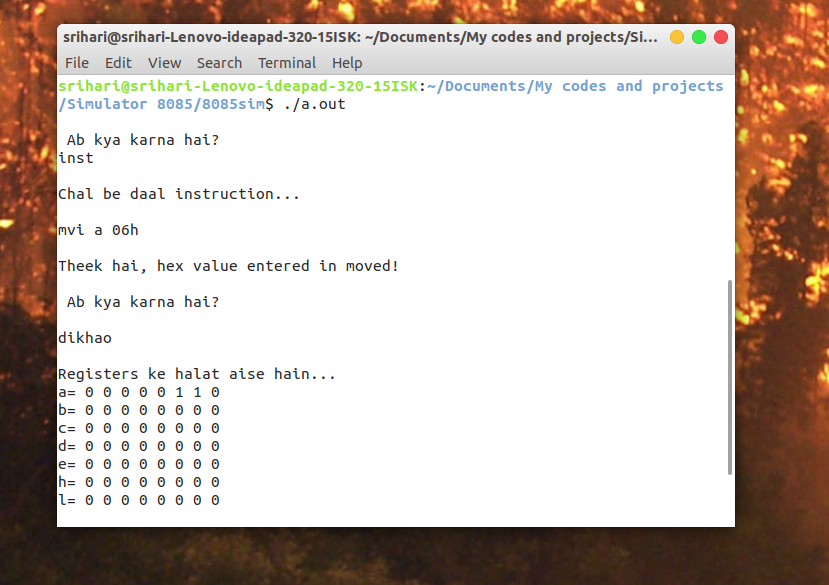 srihari@srihari-Lenovo-ideapad-320-15ISK: ~/Documents/My codes and projects/Si...
File Edit View Search Terminal Help
srihari@srihari-Lenovo-ideapad-320-15ISK:~/Documents/My codes and projects
/Simulator 8085/8085sim$ ./a.out
Ab kya karna hai?
inst
Chal be daal instruction...
mvi a 06h
Theek hai, hex value entered in moved!
Ab kya karna hai?
dikhao
Registers ke halat aise hain...
a= 0 0 0 0 0 1 1 0
b= 0 0 0 0 0 0 0 0
c= 0 0 0 0 0 0 0 0
d= 0 0 0 0 0 0 0 0
e= 0 0 0 0 0 0 0 0
h= 0 0 0 0 0 0 0 0
l= 0 0 0 0 0 0 0 0